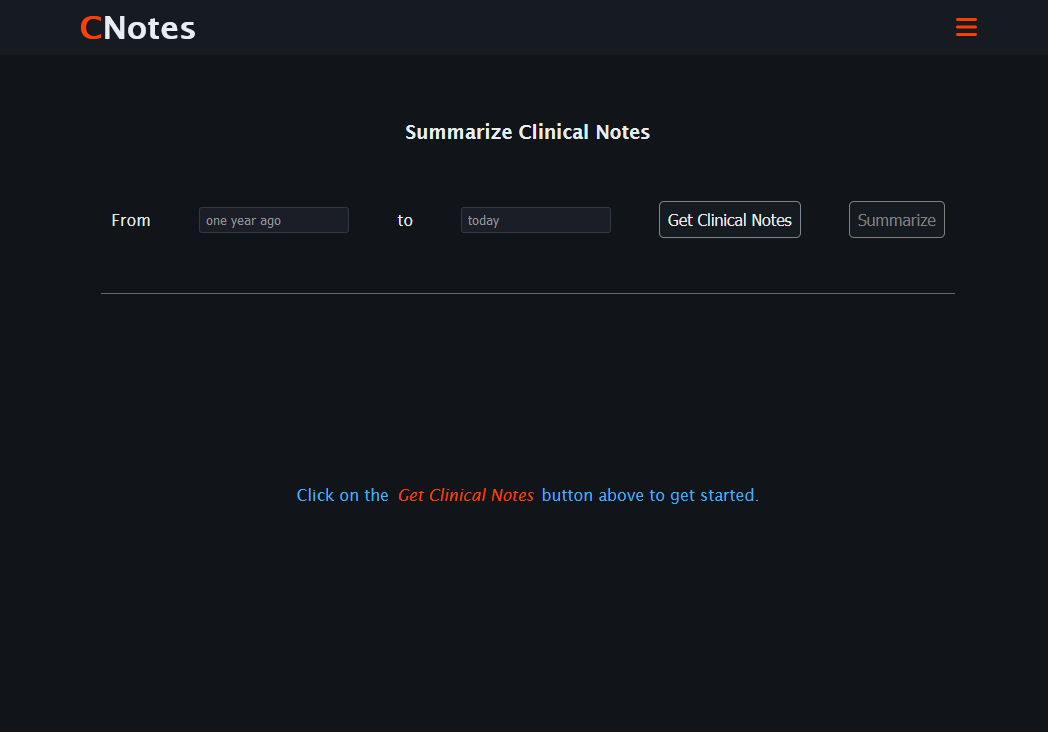 CNotes
Summarize Clinical Notes
From one year ago to today Get Clinical Notes Summarize
Click on the Get Clinical Notes button above to get started.